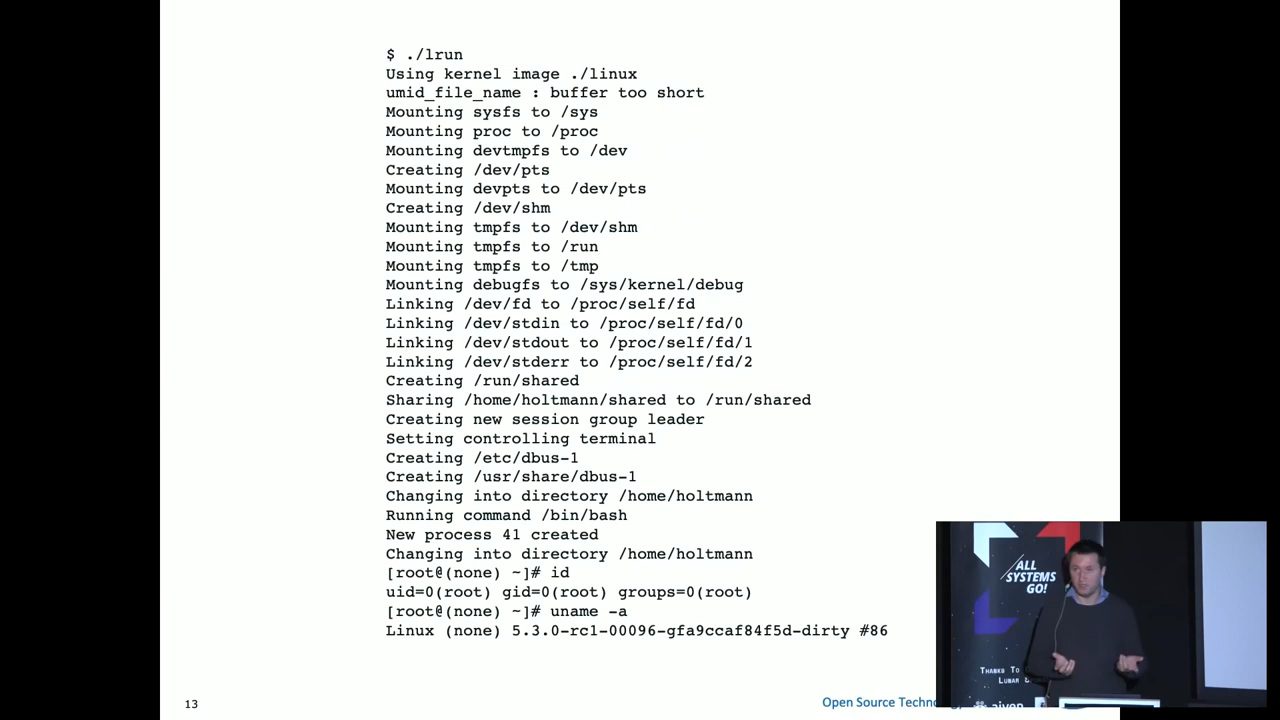 $ ./lrun
Using kernel image ./linux
umid_file_name : buffer too short
Mounting sysfs to /sys
Mounting proc to /proc
Mounting devtmpfs to /dev
Creating /dev/pts
Mounting devpts to /dev/pts
Creating /dev/shm
Mounting tmpfs to /dev/shm
Mounting tmpfs to /run
Mounting tmpfs to /tmp
Mounting debugfs to /sys/kernel/debug
Linking /dev/fd to /proc/self/fd
Linking /dev/stdin to /proc/self/fd/0
Linking /dev/stdout to /proc/self/fd/1
Linking /dev/stderr to /proc/self/fd/2
Creating /run/shared
Sharing /home/holtmann/shared to /run/shared
Creating new session group leader
Setting controlling terminal
Creating /etc/dbus-1
Creating /usr/share/dbus-1
Changing into directory /home/holtmann
Running command /bin/bash
New process 41 created
Changing into directory /home/holtmann
[root@(none) ~]# id
uid=0(root) gid=0(root) groups=0(root)
[root@(none) ~]# uname -a
Linux (none) 5.3.0-rc1-00096-gfa9ccaf84f5d-dirty #86
13
Open Source
ALL
SYSTEMS
GO!
THANKS TO
aiven